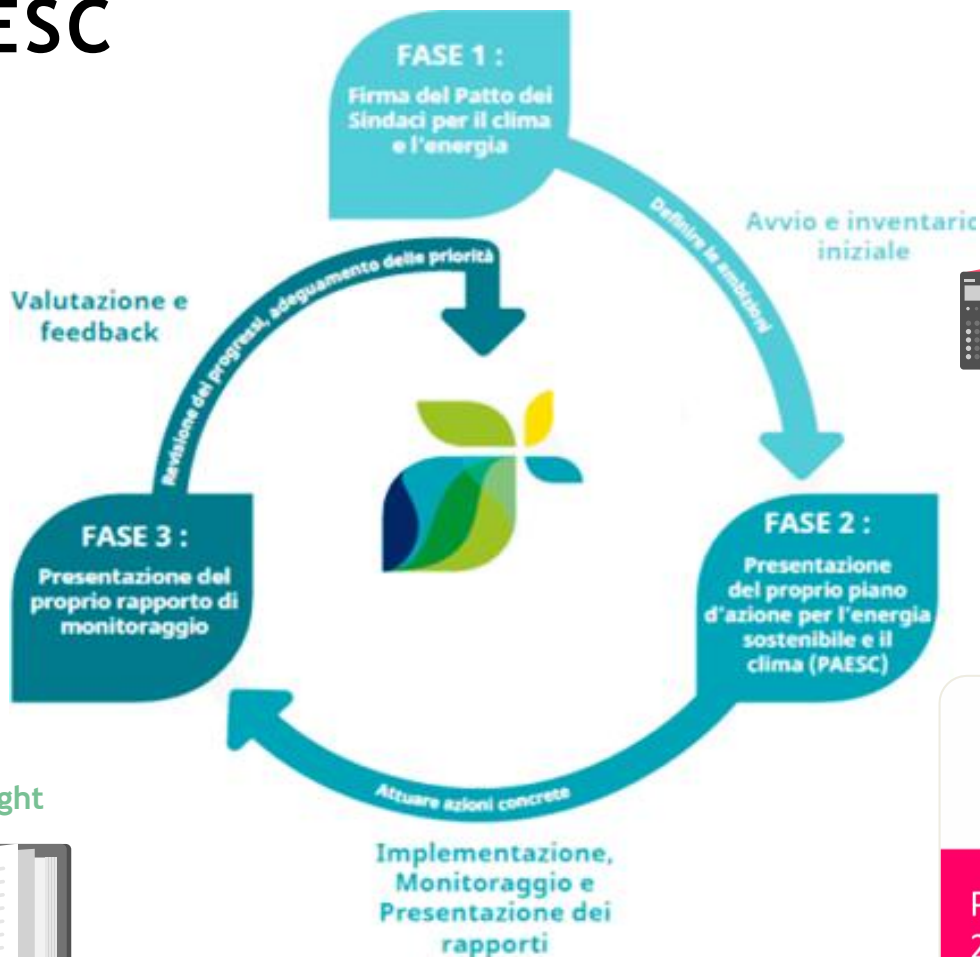 ESC
FASE 1 :
Firma del Patto dei
Sindaci per il clima
e l'energia
Definire le ambizioni
Avvio e inventario
iniziale
Valutazione e
feedback
Revisione dei progressi, adeguamento delle priorità
FASE 2 :
Presentazione
del proprio piano
d'azione per l'energia
sostenibile e il
clima (PAESC)
FASE 3 :
Presentazione del
proprio rapporto di
monitoraggio
Attuare azioni concrete
ght
Implementazione,
Monitoraggio e
Presentazione dei
rapporti